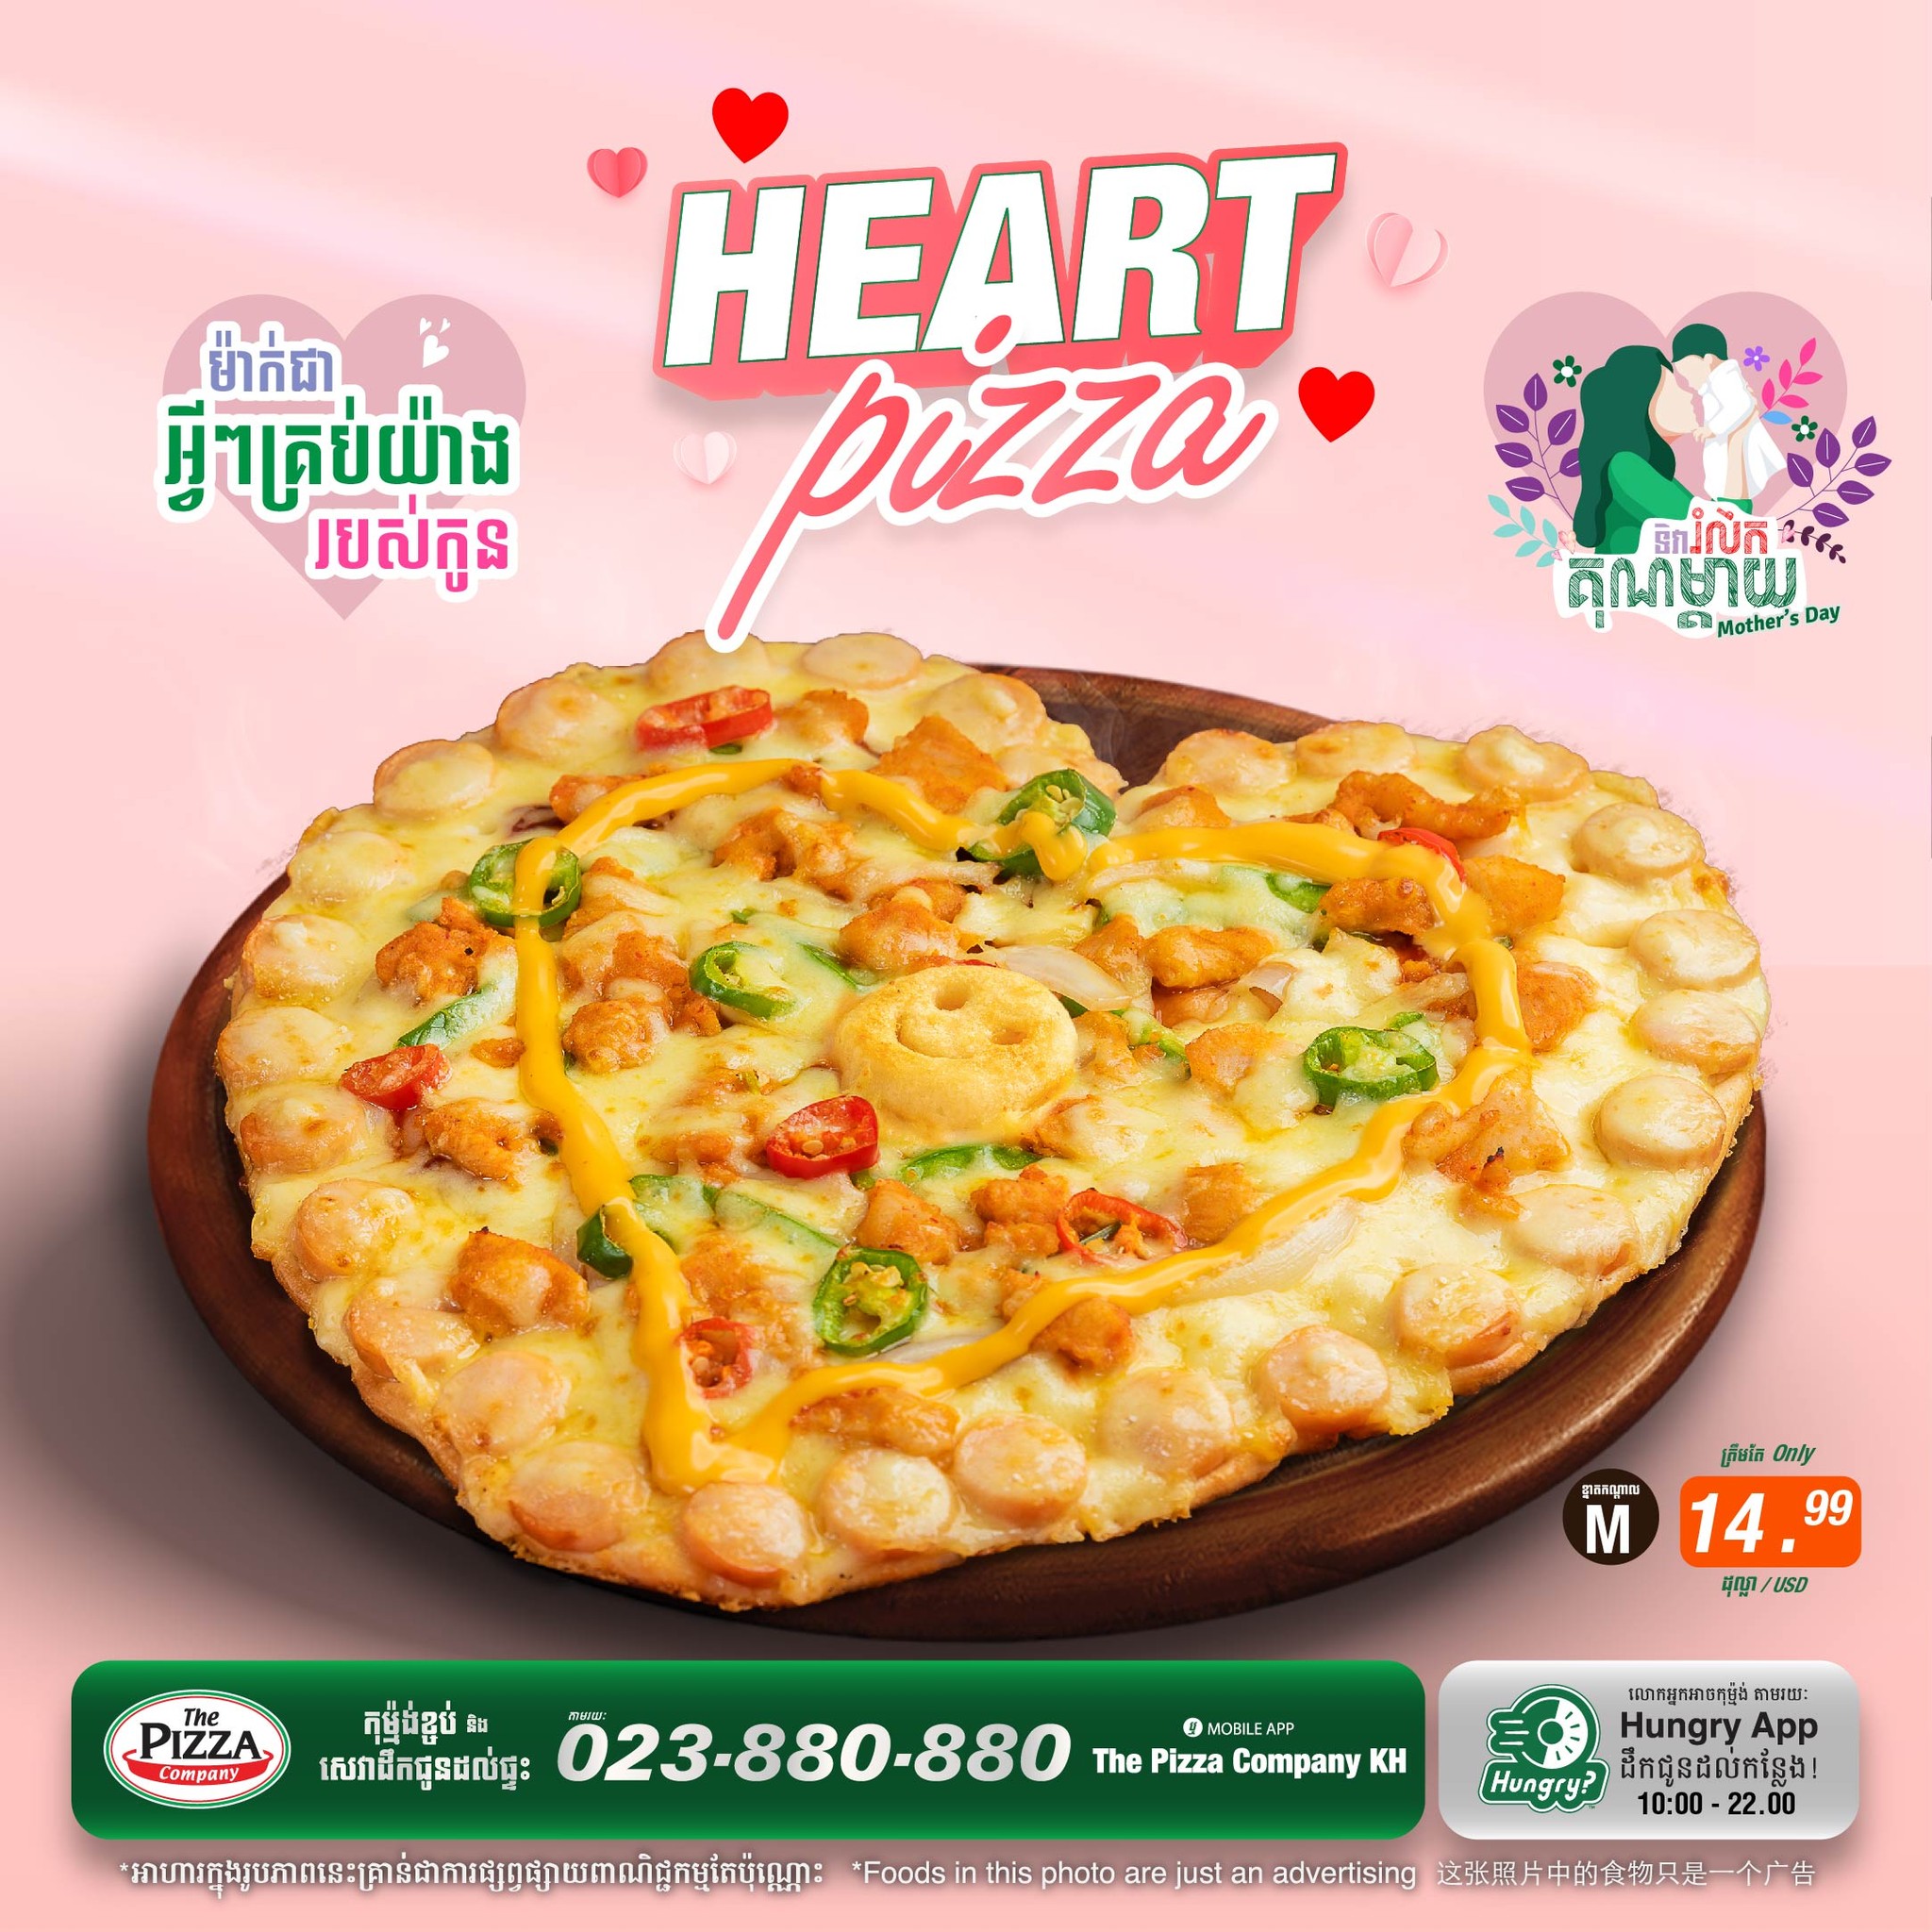 HEART
pizza
ម៉ាក់ជា
អ្វីៗគ្រប់យ៉ាង
របស់កូន
ទិវារំលឹក
គុណម្តាយ
Mother's Day
ត្រឹមតែ Only
ខ្នាតកណ្តាល
M
14.99
ដុល្លា / USD
The
PIZZA
Company
កុម្ម៉ង់ខ្ចប់ និង
សេវាដឹកជូនដល់ផ្ទះ
តាមរយៈ
023-880-880
MOBILE APP
The Pizza Company KH
Hungry?
លោកអ្នកអាចកុម្ម៉ង់ តាមរយៈ
Hungry App
ដឹកជូនដល់កន្លែង!
10:00 - 22.00
*អាហារក្នុងរូបភាពនេះគ្រាន់ជាការផ្សព្វផ្សាយពាណិជ្ជកម្មតែប៉ុណ្ណោះ *Foods in this photo are just an advertising 这张照片中的食物只是一个广告